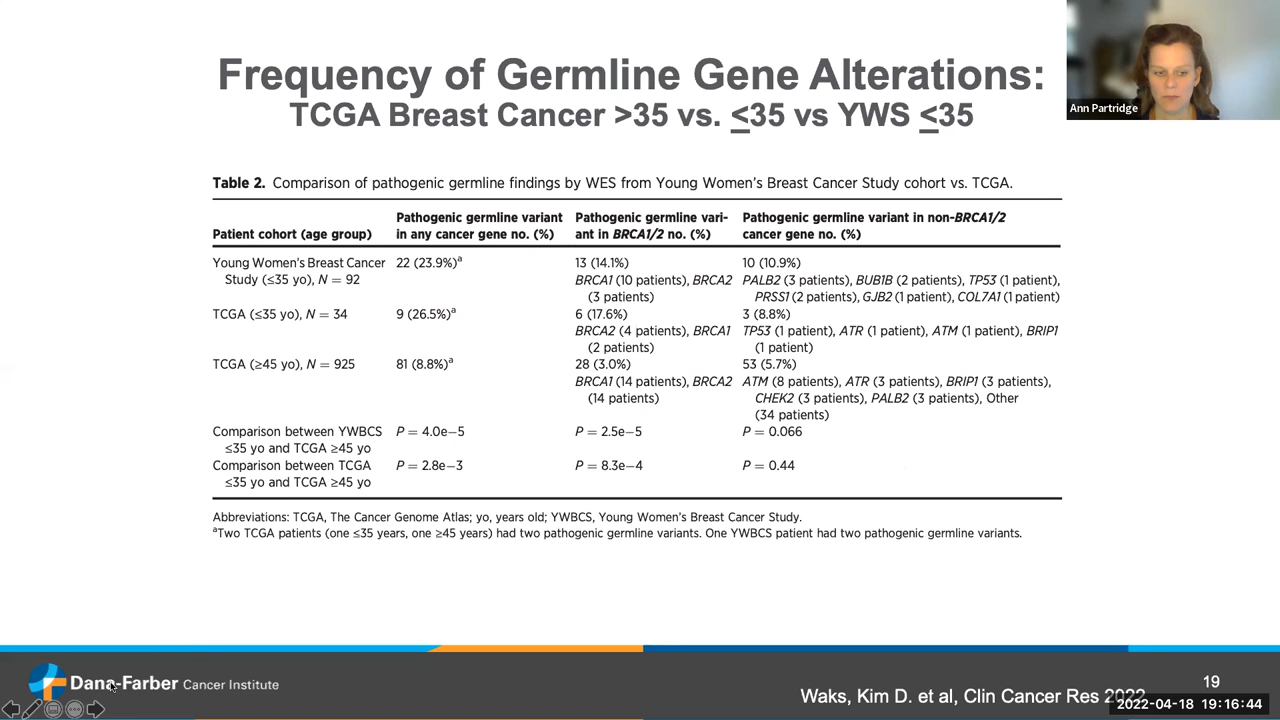 Frequency of Germline Gene Alterations:
TCGA Breast Cancer >35 vs. <35 vs YWS <35
Ann Partridge
Table 2. Comparison of pathogenic germline findings by WES from Young Women's Breast Cancer Study cohort vs. TCGA.
Patient cohort (age group)
Pathogenic germline variant
in any cancer gene no. (%)
Pathogenic germline vari-
ant in BRCA1/2 no. (%)
Pathogenic germline variant in non-BRCA1/2
cancer gene no. (%)
Young Women's Breast Cancer
Study (≤35 yo), N = 92
22 (23.9%)a
13 (14.1%)
BRCA1 (10 patients), BRCA2
(3 patients)
10 (10.9%)
PALB2 (3 patients), BUB1B (2 patients), TP53 (1 patient),
PRSS1 (2 patients), GJB2 (1 patient), COL7A1 (1 patient)
TCGA (≤35 yo), N = 34
9 (26.5%)a
6 (17.6%)
BRCA2 (4 patients), BRCA1
(2 patients)
3 (8.8%)
TP53 (1 patient), ATR (1 patient), ATM (1 patient), BRIP1
(1 patient)
TCGA (≥45 yo), N = 925
81 (8.8%)a
28 (3.0%)
BRCA1 (14 patients), BRCA2
(14 patients)
53 (5.7%)
ATM (8 patients), ATR (3 patients), BRIP1 (3 patients),
CHEK2 (3 patients), PALB2 (3 patients), Other
(34 patients)
Comparison between YWBCS
≤35 yo and TCGA ≥45 yo
P = 4.0e−5
P = 2.5e−5
P = 0.066
Comparison between TCGA
≤35 yo and TCGA ≥45 yo
P = 2.8e−3
P = 8.3e−4
P = 0.44
Abbreviations: TCGA, The Cancer Genome Atlas; yo, years old; YWBCS, Young Women's Breast Cancer Study.
aTwo TCGA patients (one ≤35 years, one ≥45 years) had two pathogenic germline variants. One YWBCS patient had two pathogenic germline variants.
Dana-Farber Cancer Institute
19
Waks, Kim D. et al, Clin Cancer Res 2022
2022-04-18 19:16:44